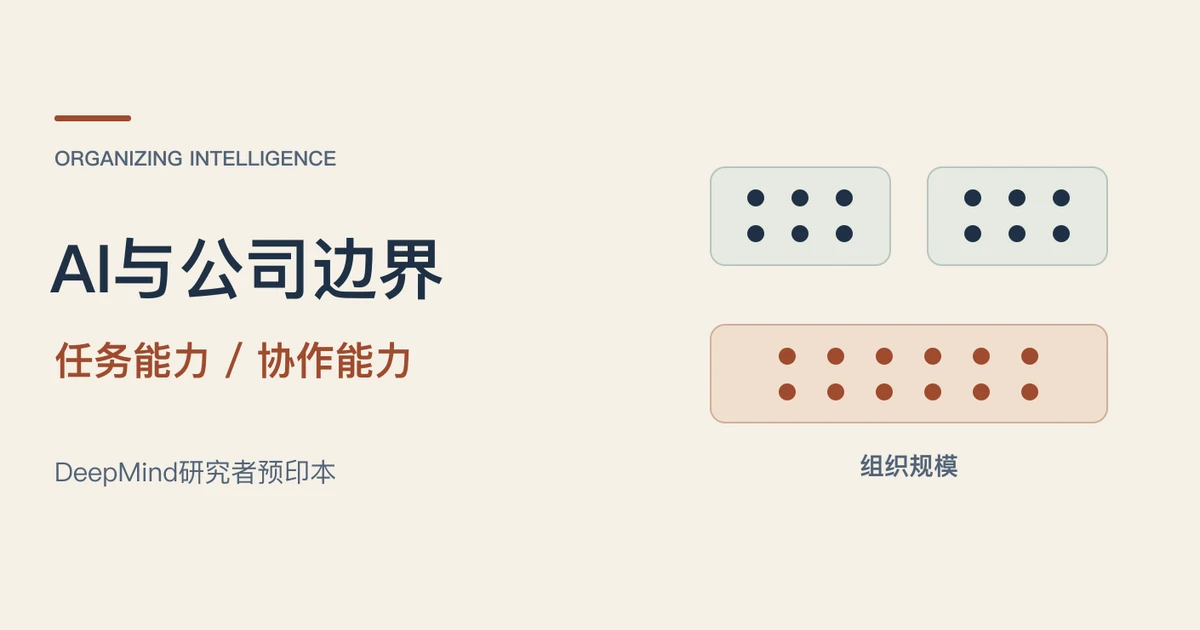 ORGANIZING INTELLIGENCE
AI与公司边界
任务能力 / 协作能力
DeepMind研究者预印本
组织规模